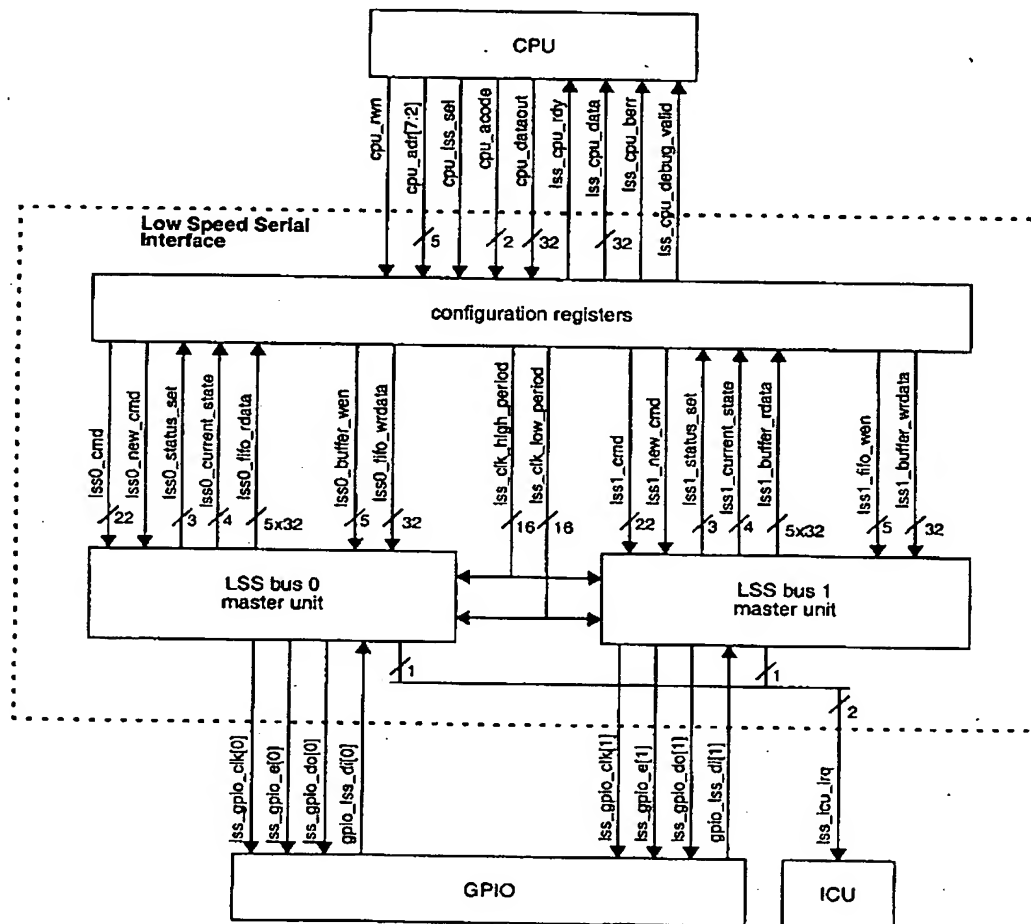 CPU
cpu_rwn
cpu_adr[7:2]
cpu_lss_sel
cpu_acode
cpu_dataout
lss_cpu_rdy
lss_cpu_data
lss_cpu_berr
lss_cpu_debug_valid
Low Speed Serial
Interface
5
2
32
32
configuration registers
lss0_cmd
lss0_new_cmd
lss0_status_set
lss0_current_state
lss0_fifo_rdata
lss0_buffer_wen
lss0_fifo_wrdata
lss_clk_high_period
lss_clk_low_period
lss1_cmd
lss1_new_cmd
lss1_status_set
lss1_current_state
lss1_buffer_rdata
lss1_fifo_wen
lss1_buffer_wrdata
22
3
4
5x32
5
32
16
16
22
3
4
5x32
5
32
LSS bus 0
master unit
LSS bus 1
master unit
1
1
2
lss_gpio_clk[0]
lss_gpio_e[0]
lss_gpio_do[0]
gpio_lss_di[0]
lss_gpio_clk[1]
lss_gpio_e[1]
lss_gpio_do[1]
gpio_lss_di[1]
lss_icu_irq
GPIO
ICU